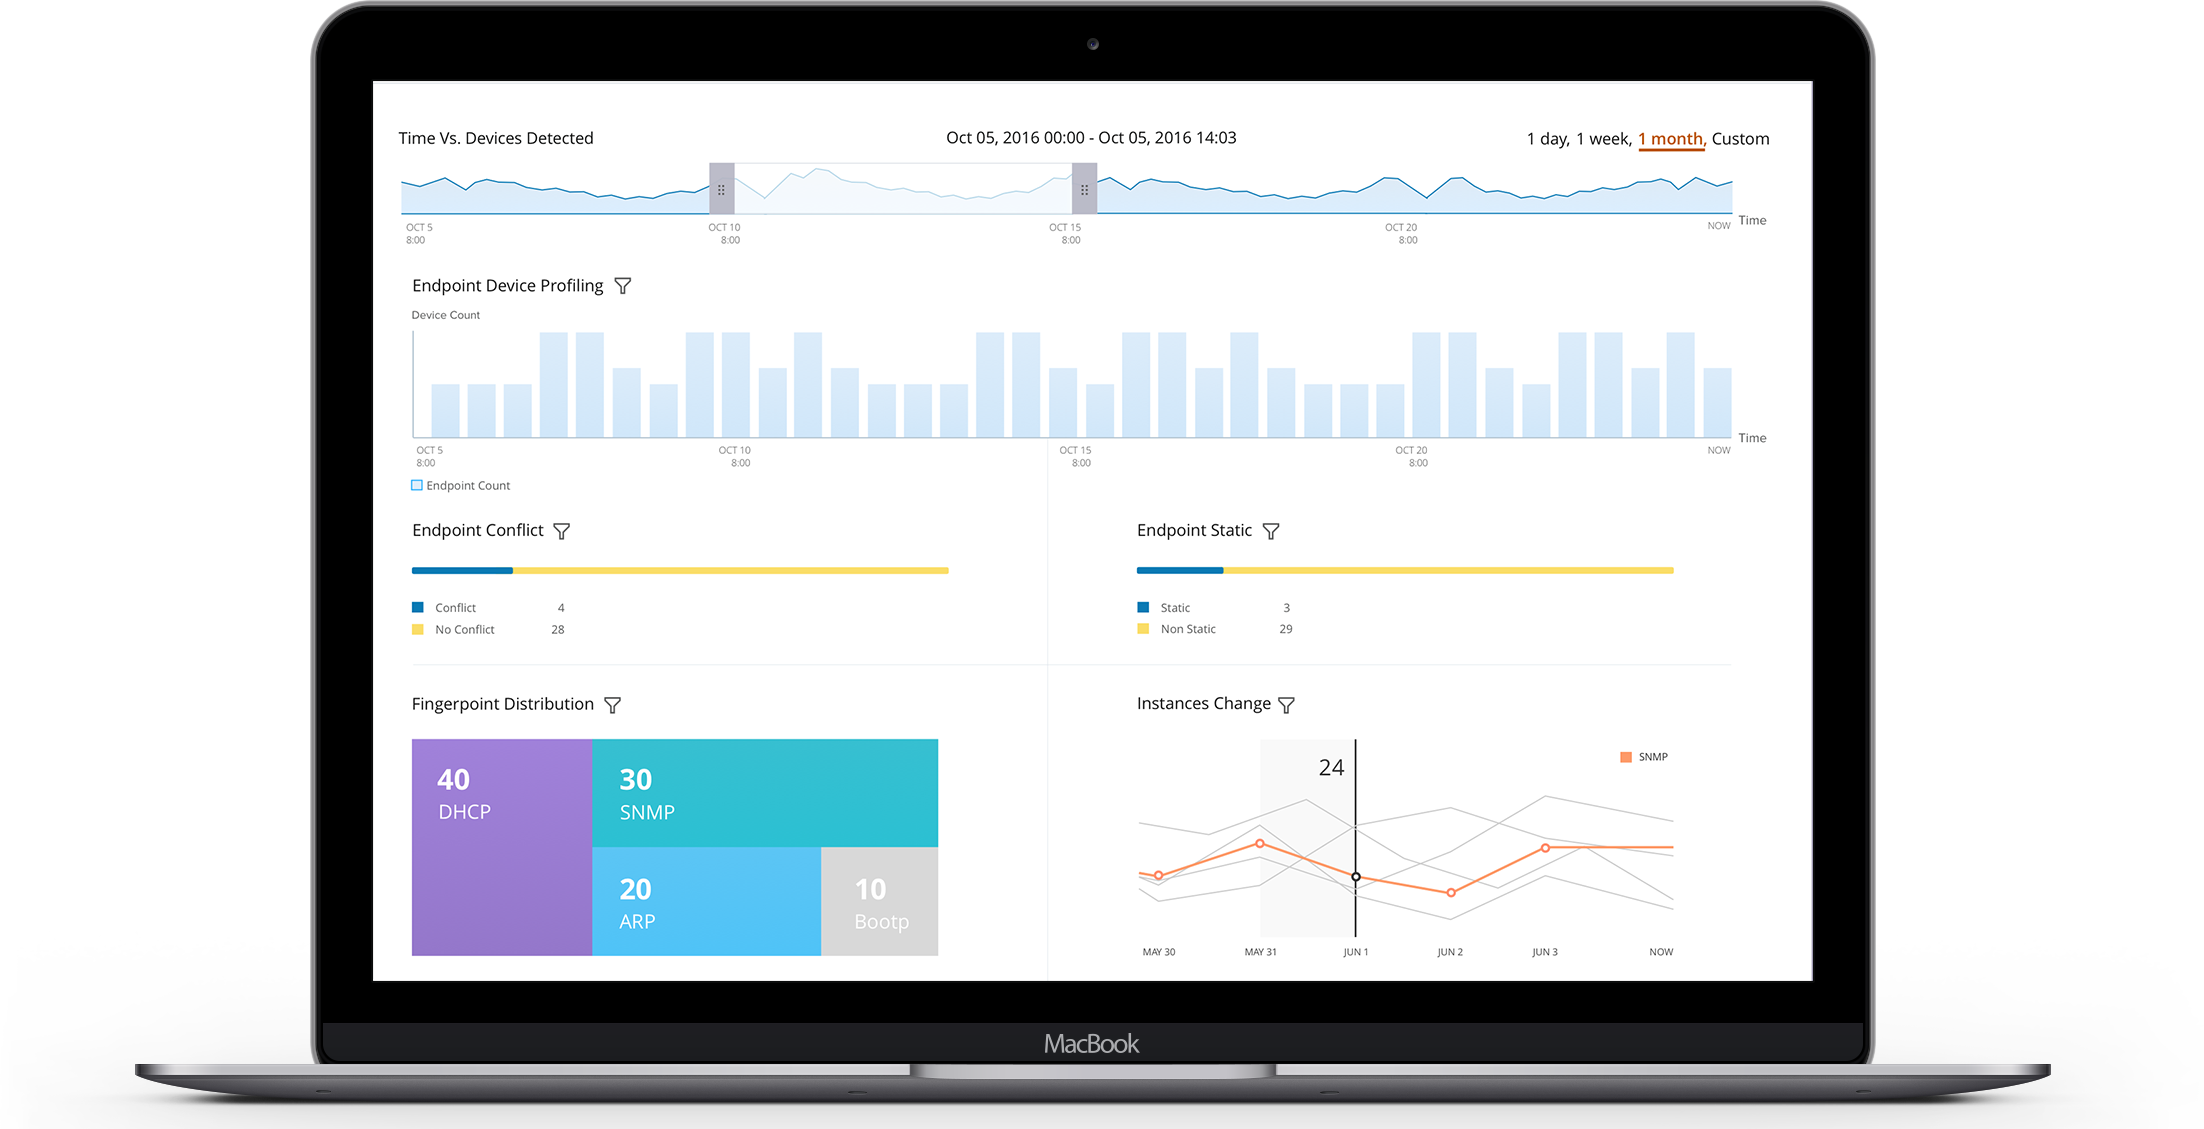 Time Vs. Devices Detected
Oct 05, 2016 00:00 - Oct 05, 2016 14:03
1 day, 1 week, 1 month, Custom
OCT 5
8:00
OCT 10
8:00
OCT 15
8:00
OCT 20
8:00
NOW
Time
Endpoint Device Profiling
Device Count
OCT 5
8:00
OCT 10
8:00
OCT 15
8:00
OCT 20
8:00
NOW
Time
Endpoint Count
Endpoint Conflict
Conflict 4
No Conflict 28
Endpoint Static
Static 3
Non Static 29
Fingerpoint Distribution
40
DHCP
30
SNMP
20
ARP
10
Bootp
Instances Change
24
SNMP
MAY 30 MAY 31 JUN 1 JUN 2 JUN 3 NOW
MacBook